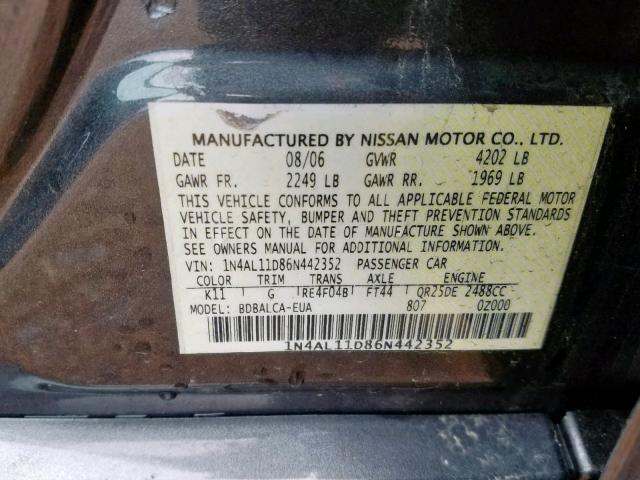 MANUFACTURED BY NISSAN MOTOR CO., LTD.
DATE 08/06 GVWR 4202 LB
GAWR FR. 2249 LB GAWR RR. 1969 LB
THIS VEHICLE CONFORMS TO ALL APPLICABLE FEDERAL MOTOR
VEHICLE SAFETY, BUMPER AND THEFT PREVENTION STANDARDS
IN EFFECT ON THE DATE OF MANUFACTURE SHOWN ABOVE.
SEE OWNERS MANUAL FOR ADDITIONAL INFORMATION.
VIN: 1N4AL11D86N442352 PASSENGER CAR
COLOR TRIM TRANS AXLE ENGINE
K11 G RE4F04B FT44 QR25DE 2488CC
MODEL: BDBALCA-EUA 807 0Z000
1N4AL11D86N442352